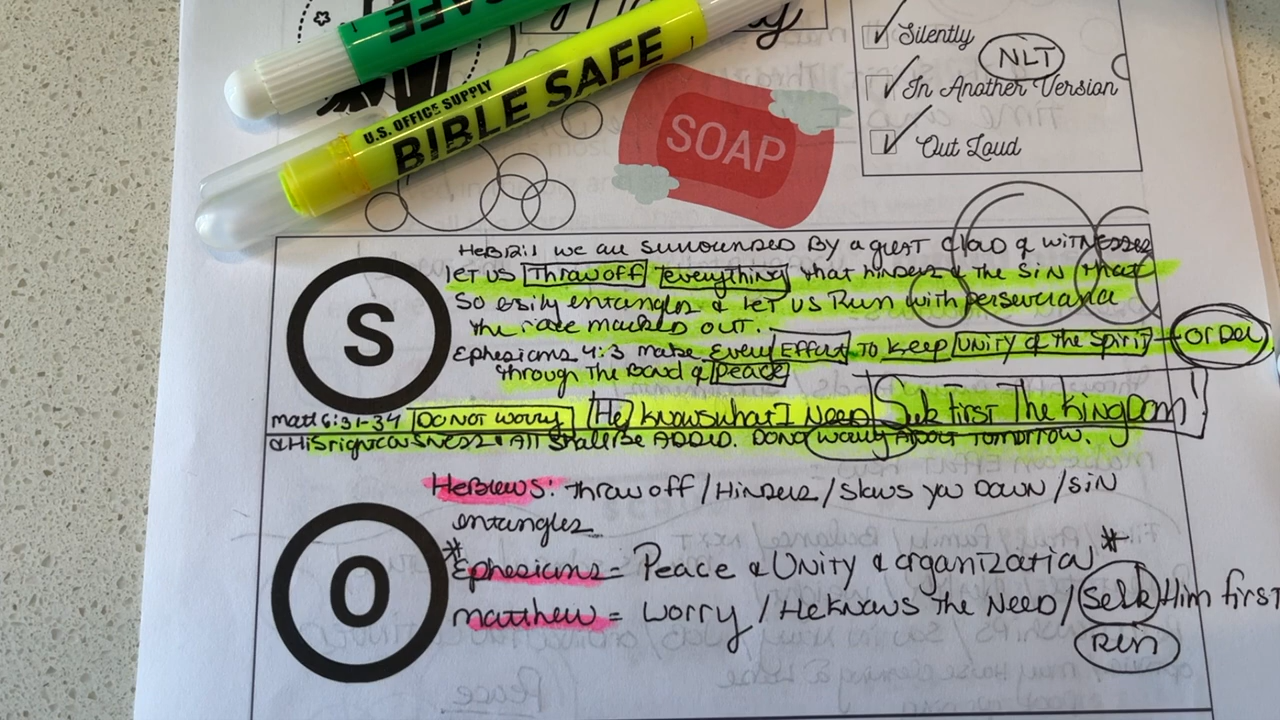 SAFE
U.S. OFFICE SUPPLY
BIBLE SAFE
SOAP
Silently
NLT
In Another Version
Out Loud
S
HEB12:1 we are surrounded By a great cloud of witnesses
let us Throw off everything that hinders & The Sin that
So easily entangles & let us Run with perseverance
the race marked out.
Ephesians 4:3 make Every Effort To Keep Unity of the Spirit - order
through The Bond of peace
matt 6:31-34 DO NOT WORRY He knows what I Need Seek first The Kingdom!
& His righteousness & All shall be ADDED. DO NOT worry About Tomorrow.
O
Hebrews: Throw off / Hinders / slows you Down / Sin
entangles
*Ephesians = Peace & Unity & organization *
matthew = worry / He Knows The Need / Seek Him first
RUN
Peace